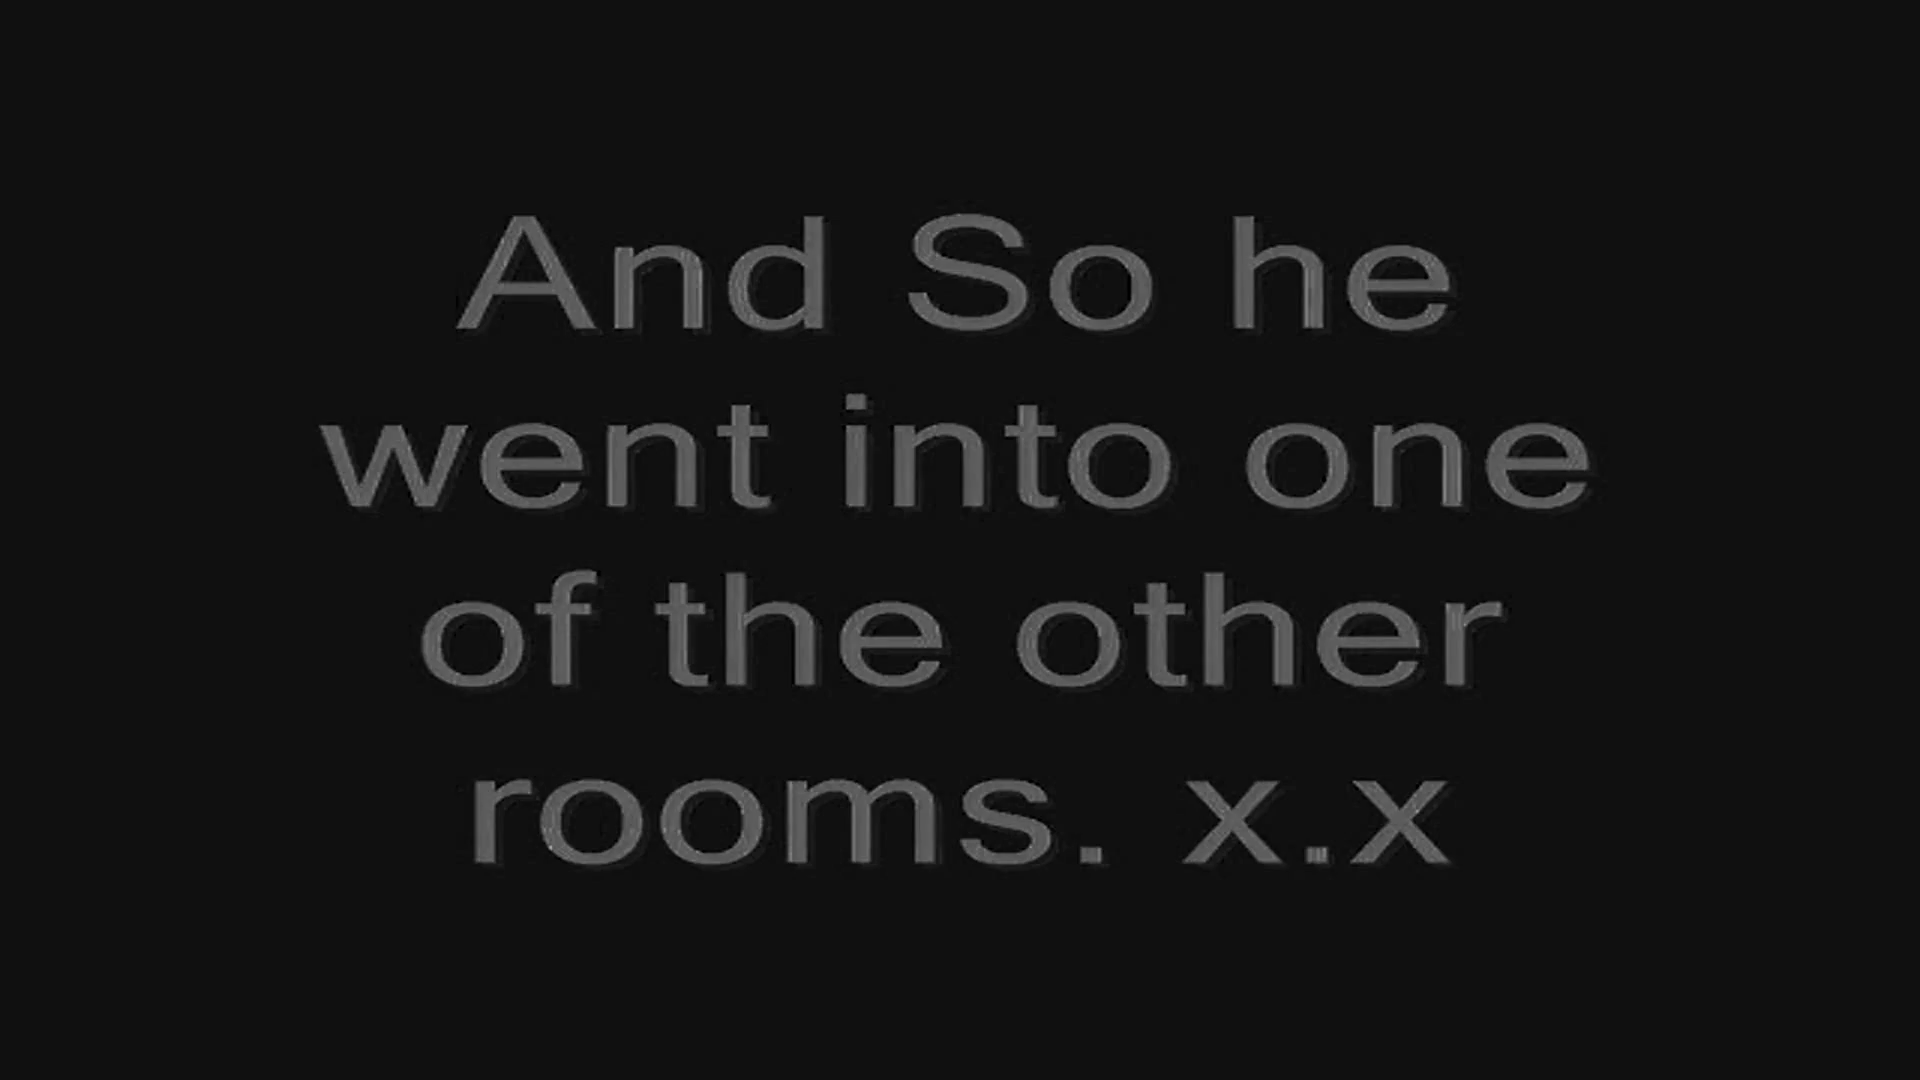 And So he
went into one
of the other
rooms. x.x